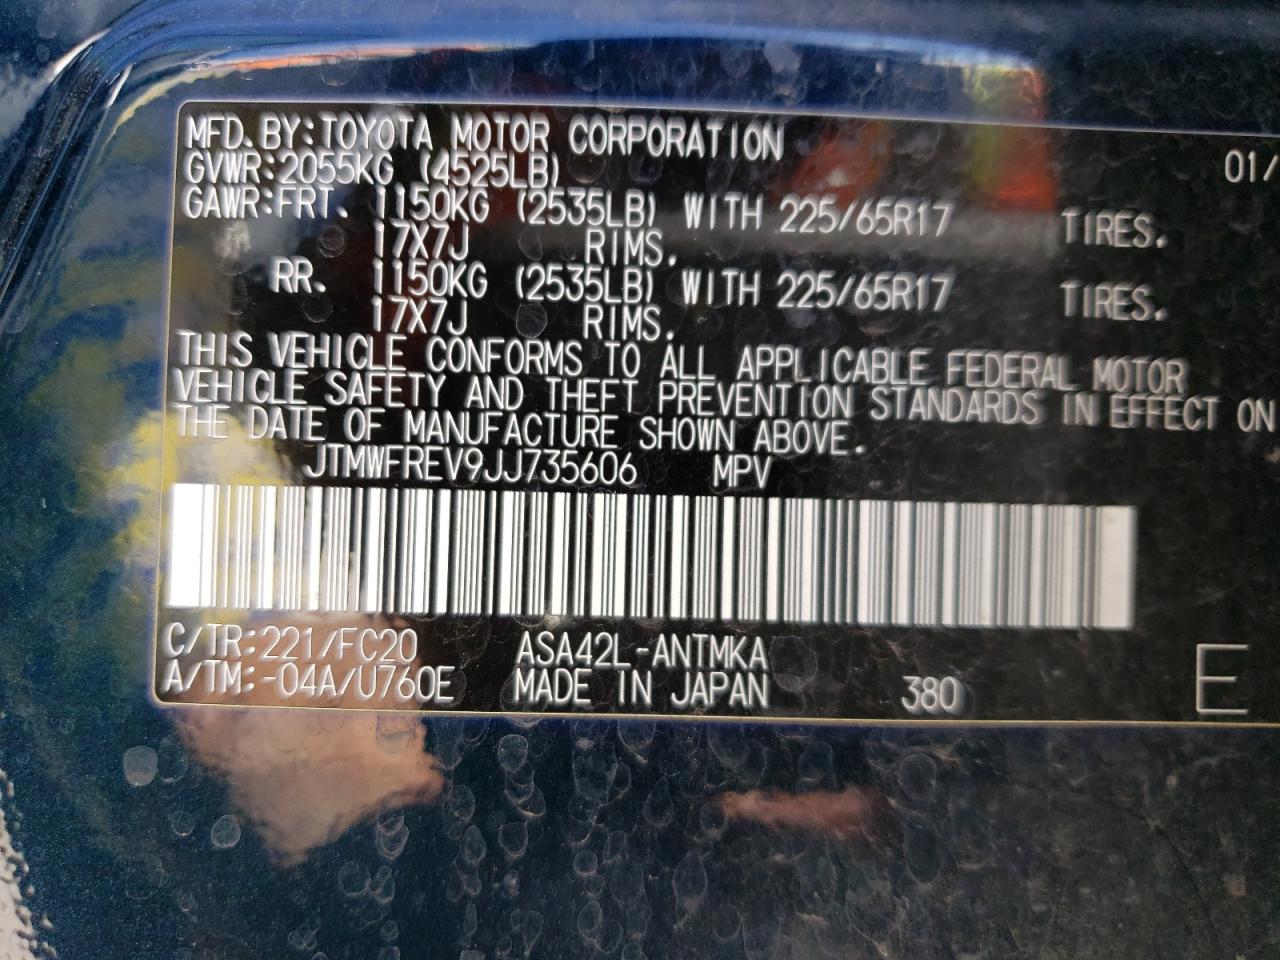 MFD. BY:TOYOTA MOTOR CORPORATION 01/
GVWR:2055KG (4525LB)
GAWR:FRT. 1150KG (2535LB) WITH 225/65R17 TIRES.
17X7J RIMS.
RR. 1150KG (2535LB) WITH 225/65R17 TIRES.
17X7J RIMS.
THIS VEHICLE CONFORMS TO ALL APPLICABLE FEDERAL MOTOR
VEHICLE SAFETY AND THEFT PREVENTION STANDARDS IN EFFECT ON
THE DATE OF MANUFACTURE SHOWN ABOVE.
JTMWFREV9JJ735606 MPV
C/TR:221/FC20 ASA42L-ANTMKA
A/TM:-04A/U760E MADE IN JAPAN 380 E